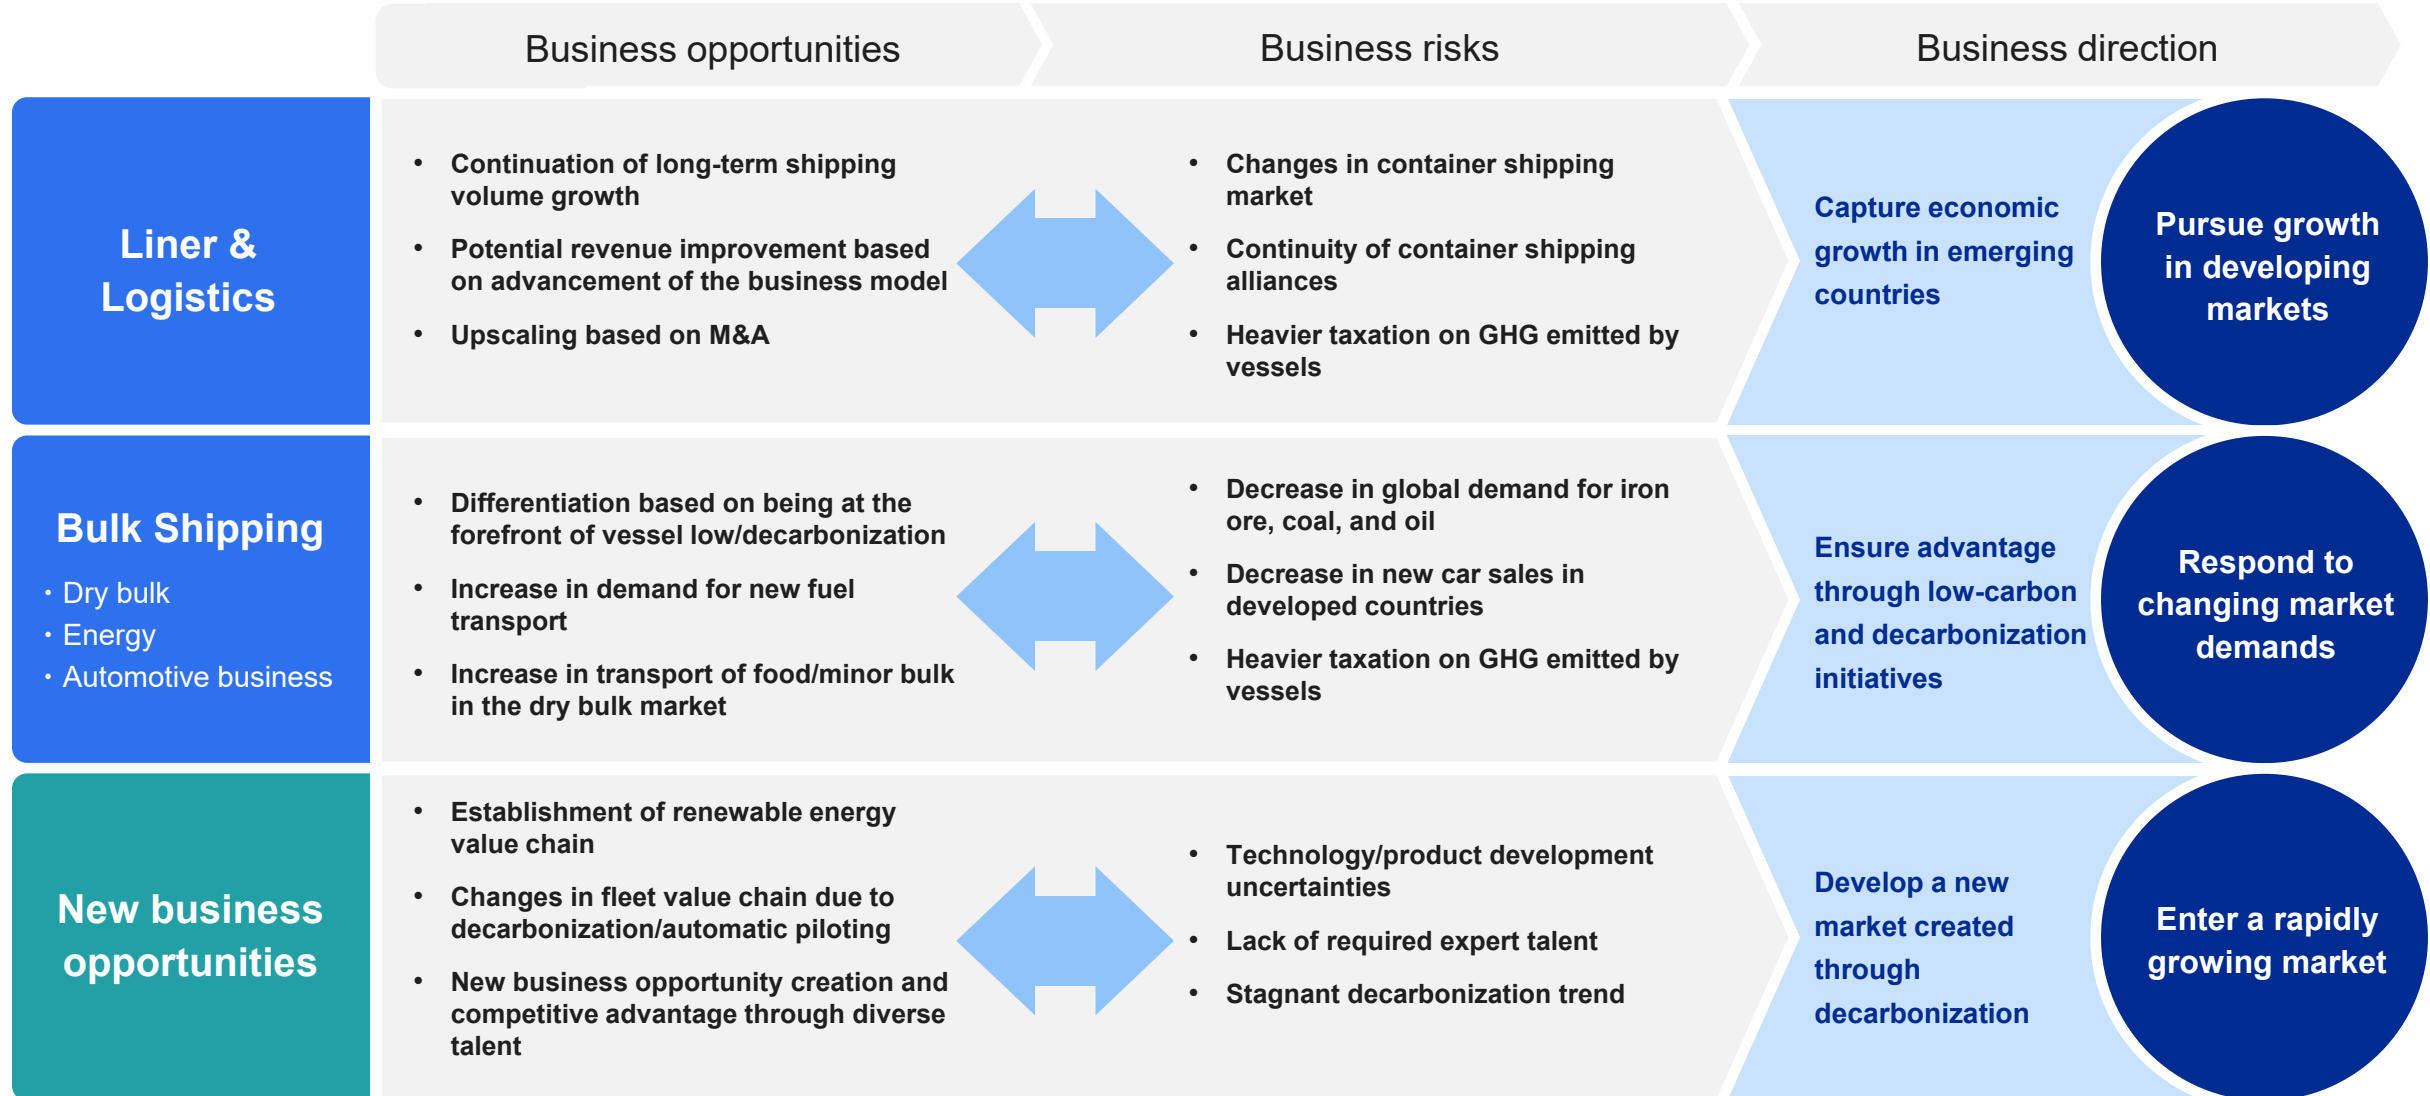 Business opportunities
Business risks
Business direction
Liner &
Logistics
• Continuation of long-term shipping
volume growth
• Potential revenue improvement based
on advancement of the business model
• Upscaling based on M&A
• Changes in container shipping
market
• Continuity of container shipping
alliances
• Heavier taxation on GHG emitted by
vessels
Capture economic
growth in emerging
countries
Pursue growth
in developing
markets
Bulk Shipping
・Dry bulk
・Energy
・Automotive business
• Differentiation based on being at the
forefront of vessel low/decarbonization
• Increase in demand for new fuel
transport
• Increase in transport of food/minor bulk
in the dry bulk market
• Decrease in global demand for iron
ore, coal, and oil
• Decrease in new car sales in
developed countries
• Heavier taxation on GHG emitted by
vessels
Ensure advantage
through low-carbon
and decarbonization
initiatives
Respond to
changing market
demands
New business
opportunities
• Establishment of renewable energy
value chain
• Changes in fleet value chain due to
decarbonization/automatic piloting
• New business opportunity creation and
competitive advantage through diverse
talent
• Technology/product development
uncertainties
• Lack of required expert talent
• Stagnant decarbonization trend
Develop a new
market created
through
decarbonization
Enter a rapidly
growing market